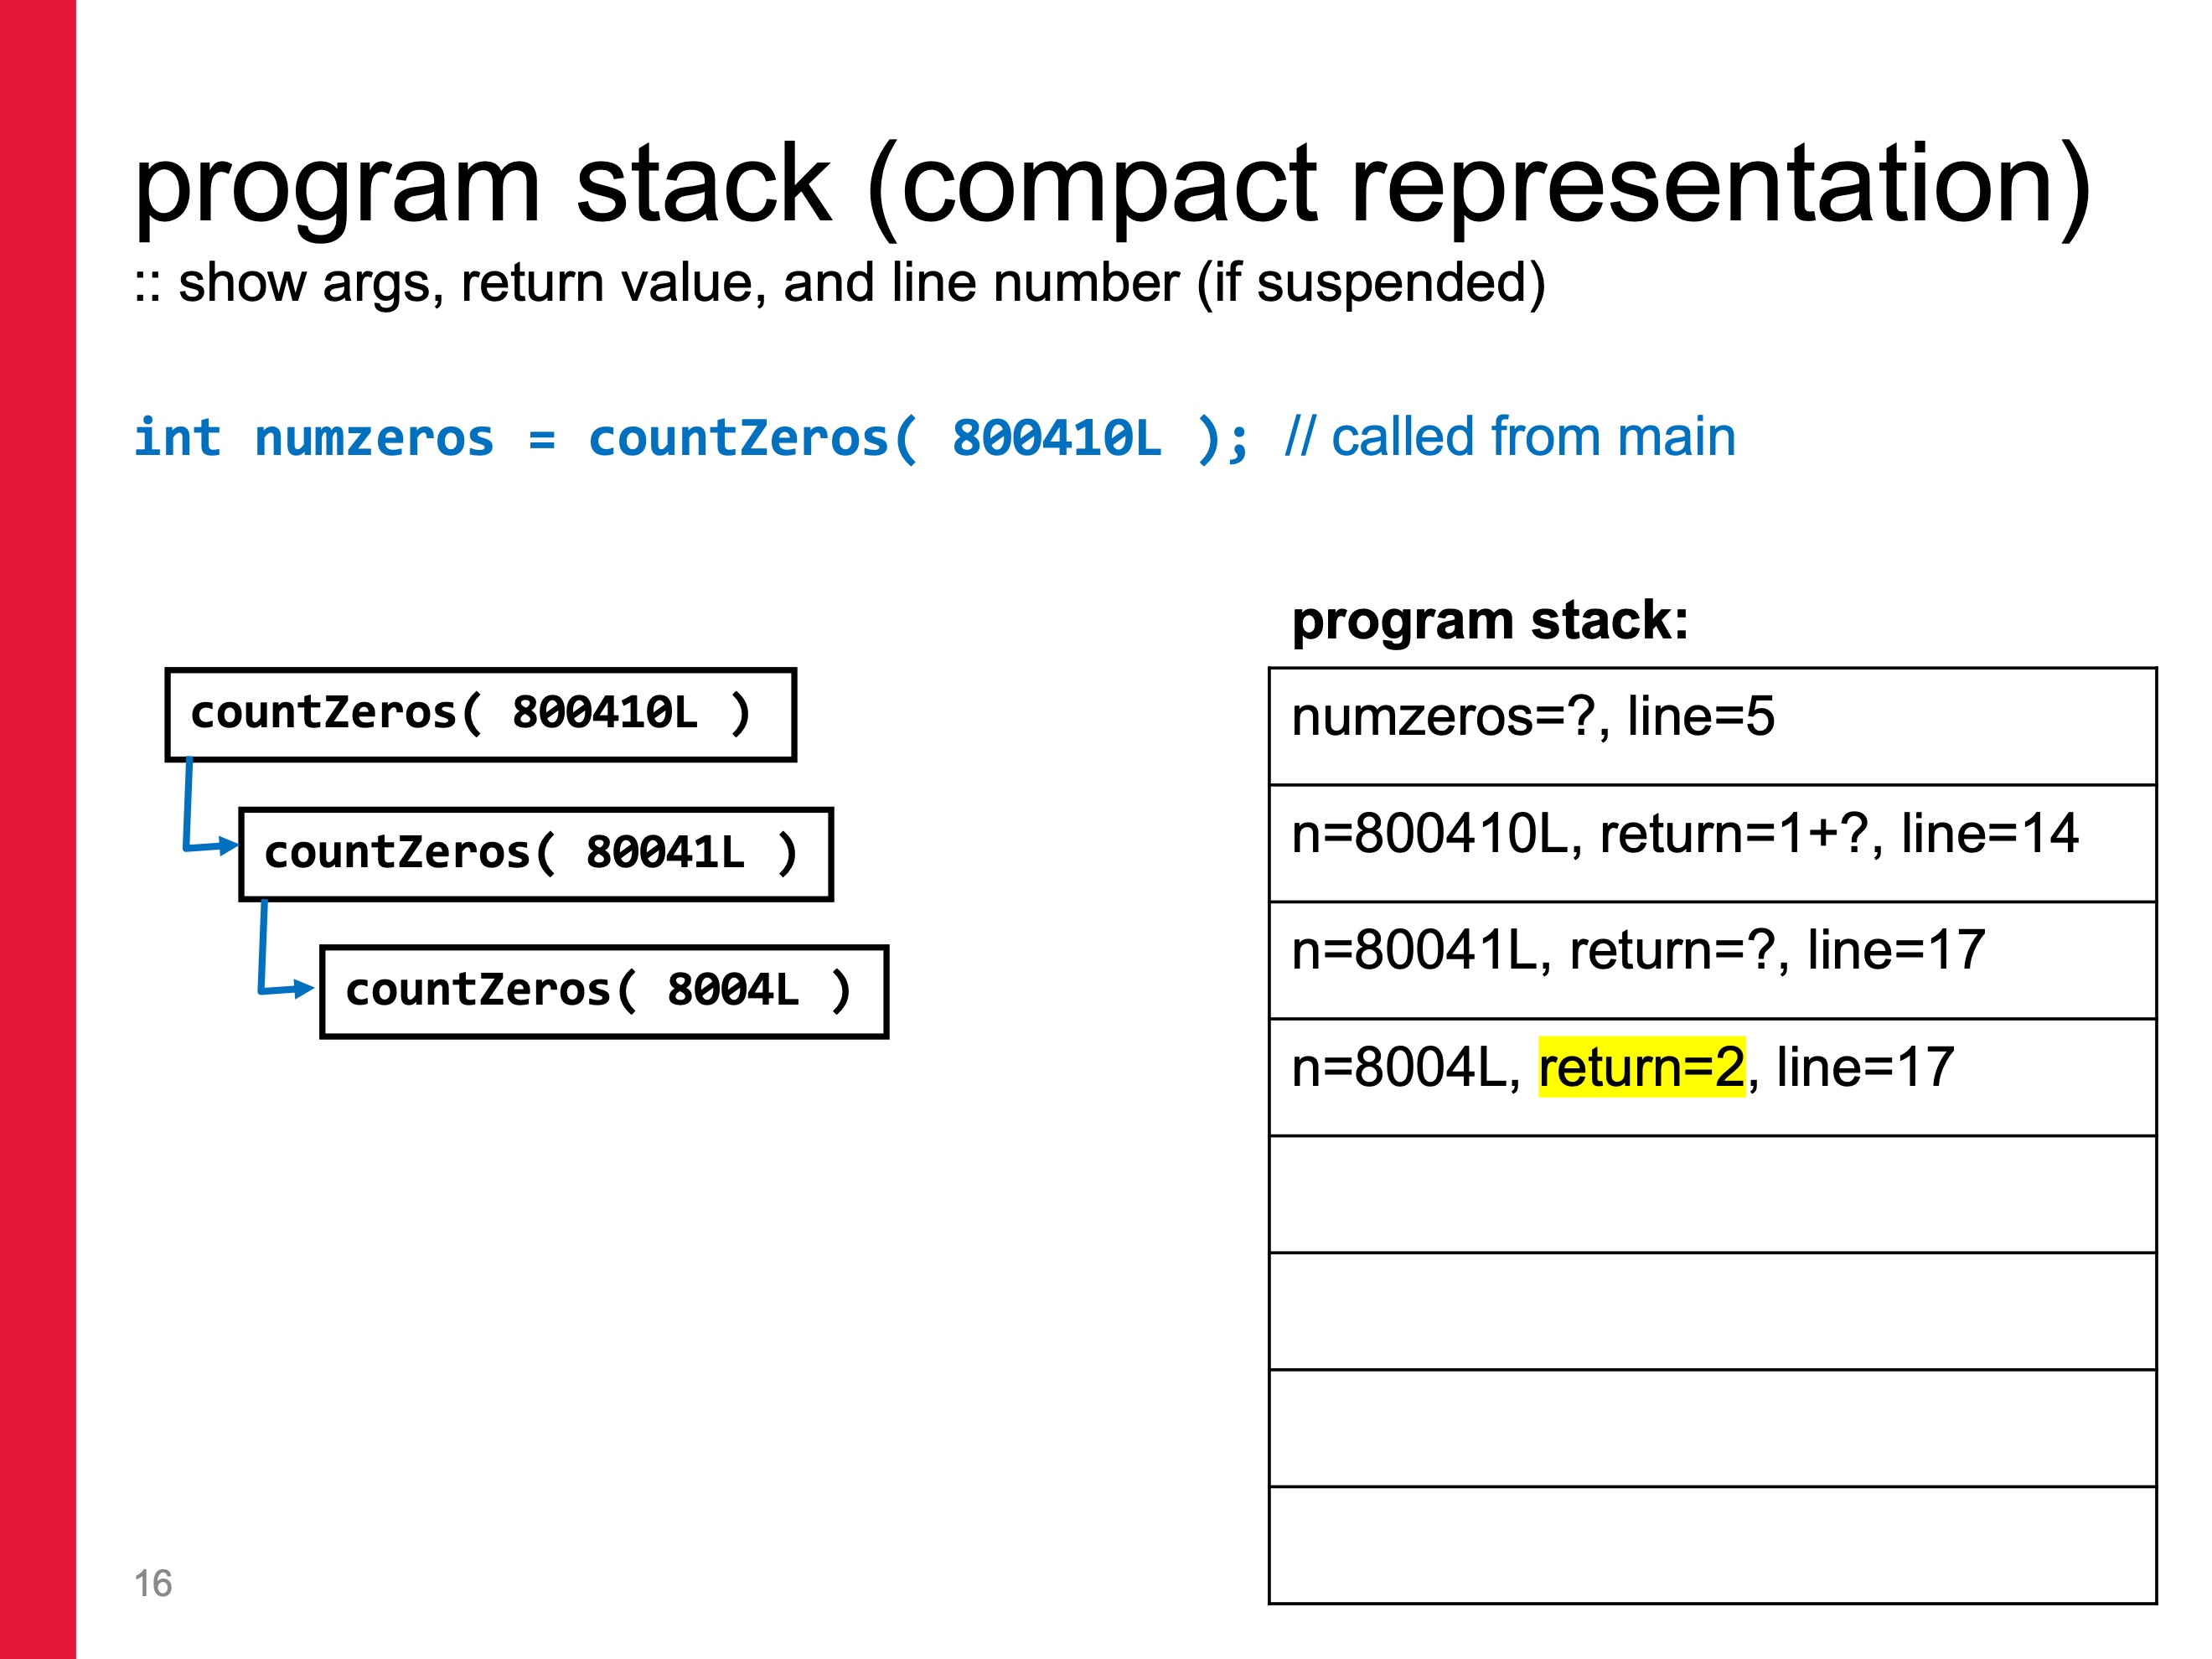 program stack (compact representation)
:: show args, return value, and line number (if suspended)
int numzeros = countZeros( 800410L ); // called from main
countZeros( 800410L )
countZeros( 80041L )
countZeros( 8004L )
program stack:
numzeros=?, line=5
n=800410L, return=1+?, line=14
n=80041L, return=?, line=17
n=8004L, return=2, line=17
16